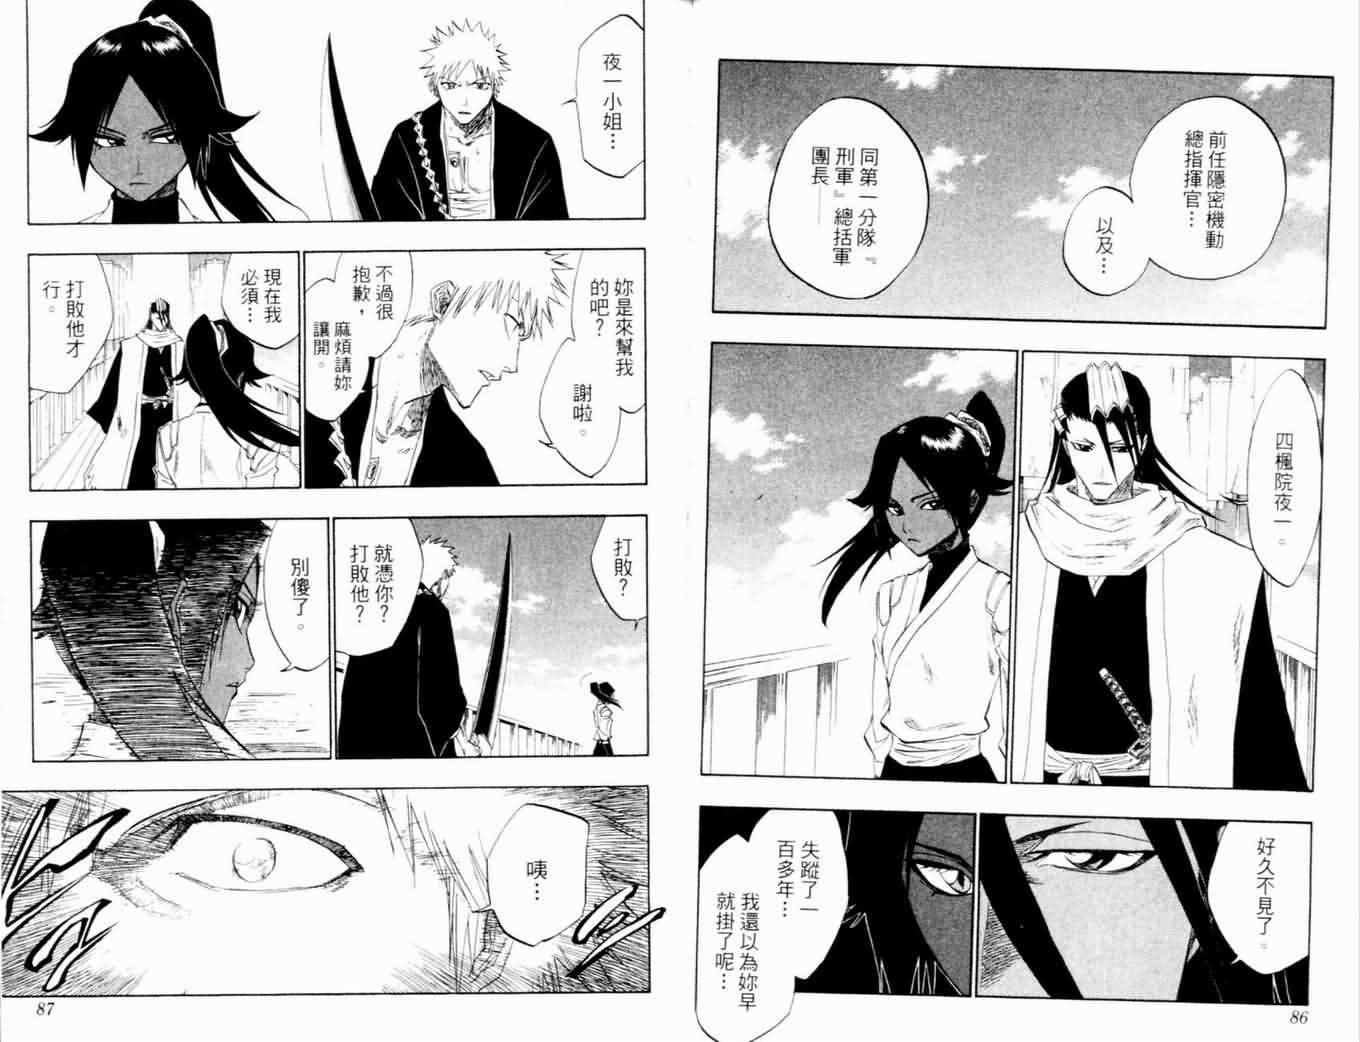 前任隱密機動
總指揮官…
以及…
同第一分隊『
刑軍』總括軍
團長——
四楓院夜一。
好久不見了。
失蹤了一
百多年…
我還以為妳早
就掛了呢…
86
夜一小姐…
妳是來幫我
的吧？
謝啦。
不過很
抱歉，
麻煩請妳
讓開。
現在我
必須…
打敗他才
行。
打敗？
就憑你？
打敗他？
別傻了。
咦…
87